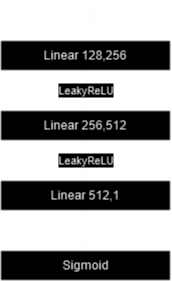 Linear 128,256
LeakyReLU
Linear 256,512
LeakyReLU
Linear 512,1
Sigmoid